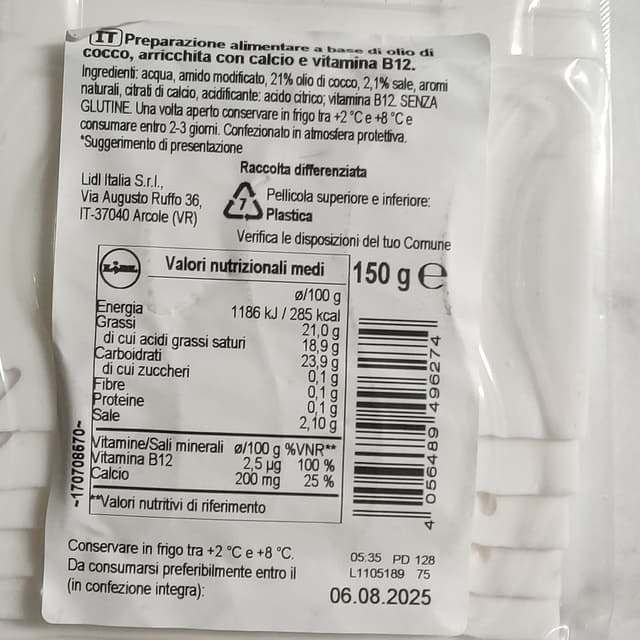 IT Preparazione alimentare a base di olio di
cocco, arricchita con calcio e vitamina B12.
Ingredienti: acqua, amido modificato, 21% olio di cocco, 2,1% sale, aromi
naturali, citrati di calcio, acidificante: acido citrico; vitamina B12. SENZA
GLUTINE. Una volta aperto conservare in frigo tra +2 °C e +8 °C e
consumare entro 2-3 giorni. Confezionato in atmosfera protettiva.
*Suggerimento di presentazione
Raccolta differenziata
Lidl Italia S.r.l.,
Via Augusto Ruffo 36,
IT-37040 Arcole (VR)
7
Pellicola superiore e inferiore:
Plastica
Verifica le disposizioni del tuo Comune
LIDL
Valori nutrizionali medi
150 g e
ø/100 g
Energia 1186 kJ / 285 kcal
Grassi 21,0 g
di cui acidi grassi saturi 18,9 g
Carboidrati 23,9 g
di cui zuccheri 0,1 g
Fibre 0,1 g
Proteine 0,1 g
Sale 2,10 g
Vitamine/Sali minerali ø/100 g %VNR**
Vitamina B12 2,5 µg 100 %
Calcio 200 mg 25 %
**Valori nutritivi di riferimento
~170708670~
4 056489 496274
Conservare in frigo tra +2 °C e +8 °C.
Da consumarsi preferibilmente entro il
(in confezione integra):
05:35 PD 128
L1105189 75
06.08.2025